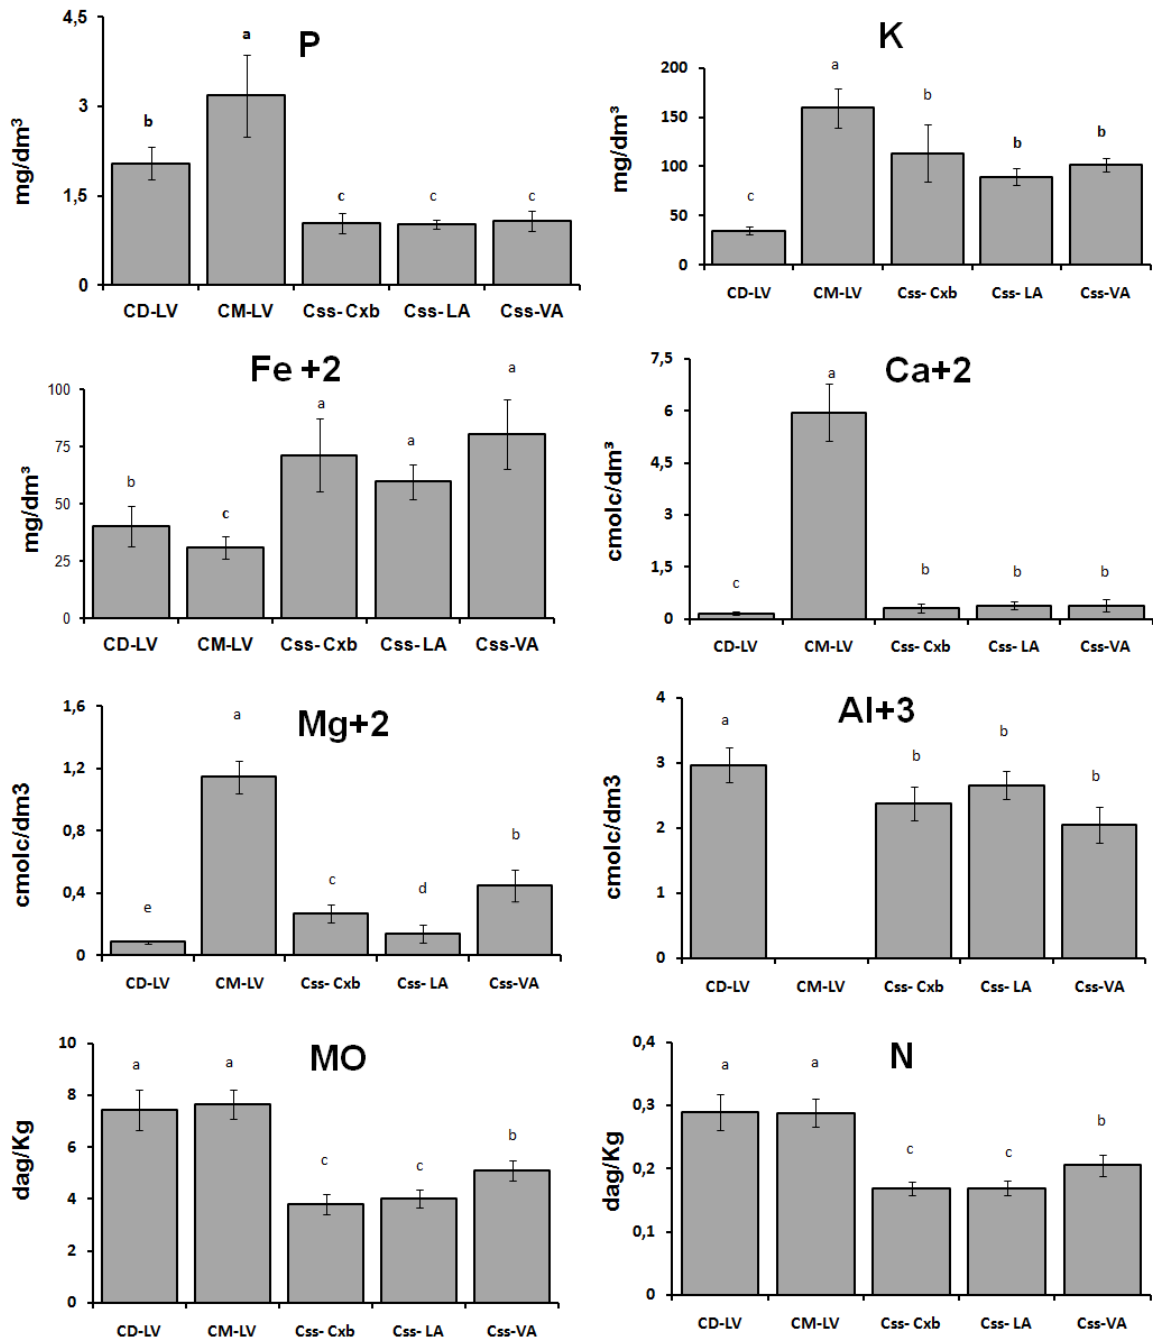 P
mg/dm³
4,5
3
1,5
0
b
a
c
c
c
CD-LV CM-LV Css- Cxb Css- LA Css-VA
K
mg/dm³
200
150
100
50
0
c
a
b
b
b
CD-LV CM-LV Css- Cxb Css- LA Css-VA
Fe +2
mg/dm³
100
75
50
25
0
b
c
a
a
a
CD-LV CM-LV Css- Cxb Css- LA Css-VA
Ca+2
cmolc/dm³
7,5
6
4,5
3
1,5
0
c
a
b
b
b
CD-LV CM-LV Css- Cxb Css- LA Css-VA
Mg+2
cmolc/dm3
1,6
1,2
0,8
0,4
0
e
a
c
d
b
CD-LV CM-LV Css- Cxb Css- LA Css-VA
Al+3
cmolc/dm3
4
3
2
1
0
a
b
b
b
CD-LV CM-LV Css- Cxb Css- LA Css-VA
MO
dag/Kg
10
8
6
4
2
0
a
a
c
c
b
CD-LV CM-LV Css- Cxb Css- LA Css-VA
N
dag/Kg
0,4
0,3
0,2
0,1
0
a
a
c
c
b
CD-LV CM-LV Css- Cxb Css- LA Css-VA